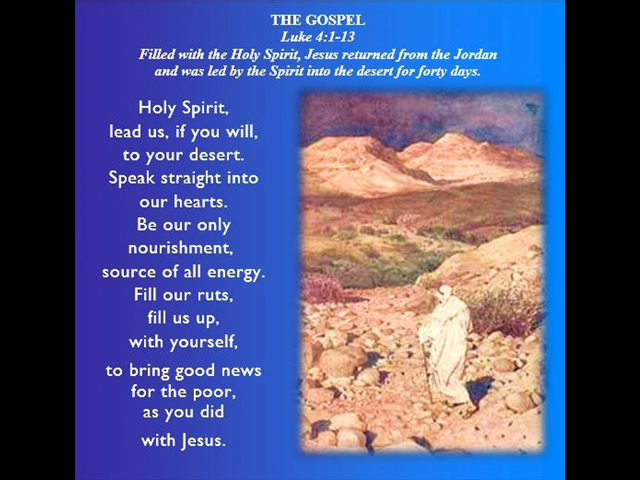 THE GOSPEL
Luke 4:1-13
Filled with the Holy Spirit, Jesus returned from the Jordan
and was led by the Spirit into the desert for forty days.
Holy Spirit,
lead us, if you will,
to your desert.
Speak straight into
our hearts.
Be our only
nourishment,
source of all energy.
Fill our ruts,
fill us up,
with yourself,
to bring good news
for the poor,
as you did
with Jesus.